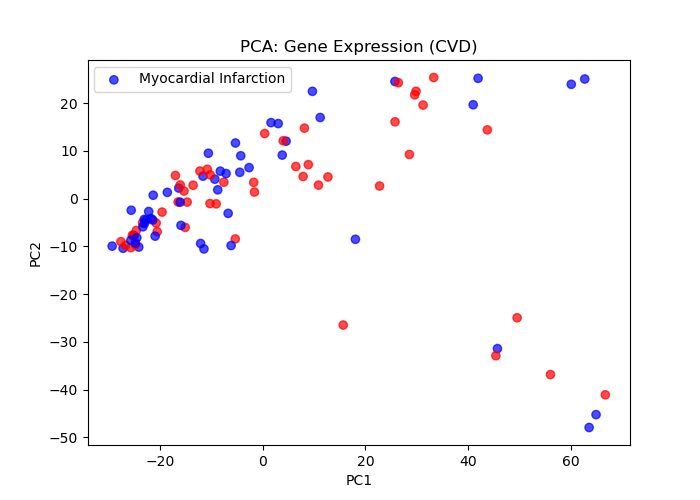 PCA: Gene Expression (CVD)
Myocardial Infarction
20
10
0
−10
−20
−30
−40
−50
PC2
−20 0 20 40 60
PC1